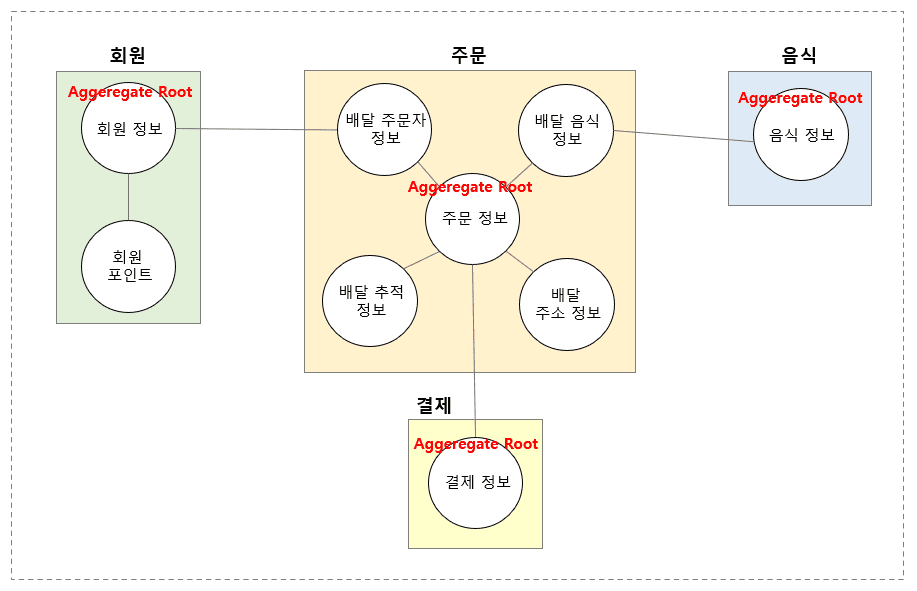 회원
Aggeregate Root
회원 정보
회원
포인트
주문
배달 주문자
정보
배달 음식
정보
Aggeregate Root
주문 정보
배달 추적
정보
배달
주소 정보
음식
Aggeregate Root
음식 정보
결제
Aggeregate Root
결제 정보